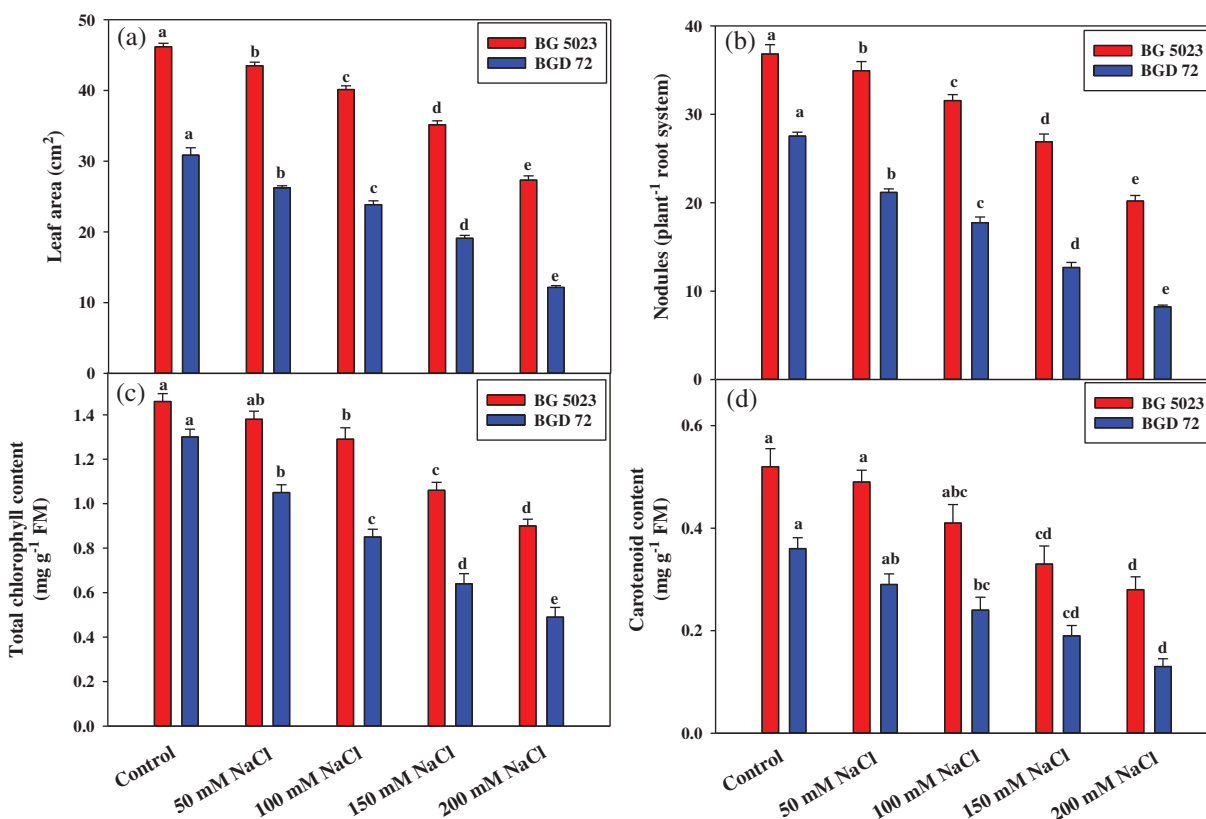 (a)
BG 5023
BGD 72
Leaf area (cm²)
50
40
30
20
10
0
a
b
c
d
e
a
b
c
d
e
(b)
BG 5023
BGD 72
Nodules (plant⁻¹ root system)
40
30
20
10
0
a
b
c
d
e
a
b
c
d
e
(c)
BG 5023
BGD 72
Total chlorophyll content
(mg g⁻¹ FM)
1.4
1.2
1.0
0.8
0.6
0.4
0.2
0.0
a
ab
b
c
d
a
b
c
d
e
Control
50 mM NaCl
100 mM NaCl
150 mM NaCl
200 mM NaCl
(d)
BG 5023
BGD 72
Carotenoid content
(mg g⁻¹ FM)
0.6
0.4
0.2
0.0
a
a
abc
cd
d
a
ab
bc
cd
d
Control
50 mM NaCl
100 mM NaCl
150 mM NaCl
200 mM NaCl